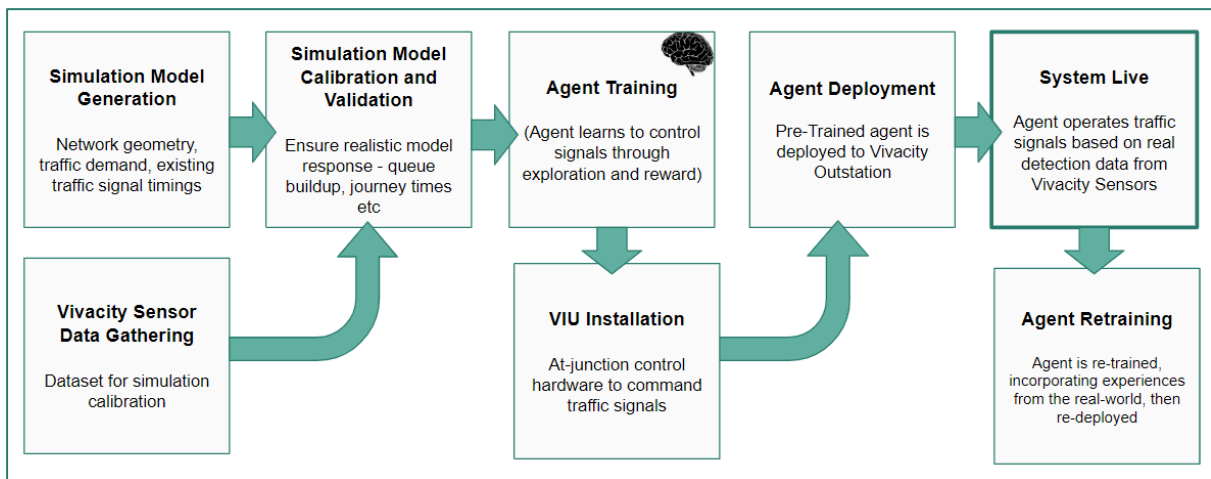 Simulation Model
Generation
Network geometry,
traffic demand, existing
traffic signal timings
Simulation Model
Calibration and
Validation
Ensure realistic model
response - queue
buildup, journey times
etc
Agent Training
(Agent learns to control
signals through
exploration and reward)
Agent Deployment
Pre-Trained agent is
deployed to Vivacity
Outstation
System Live
Agent operates traffic
signals based on real
detection data from
Vivacity Sensors
Vivacity Sensor
Data Gathering
Dataset for simulation
calibration
VIU Installation
At-junction control
hardware to command
traffic signals
Agent Retraining
Agent is re-trained,
incorporating experiences
from the real-world, then
re-deployed